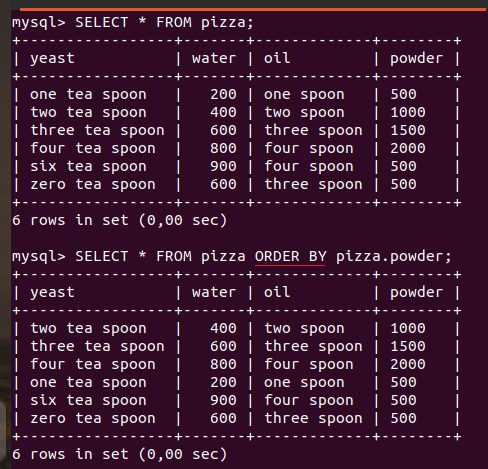 mysql> SELECT * FROM pizza;
+-----------------+-------+-------------+--------+
| yeast           | water | oil         | powder |
+-----------------+-------+-------------+--------+
| one tea spoon   |   200 | one spoon   | 500    |
| two tea spoon   |   400 | two spoon   | 1000   |
| three tea spoon |   600 | three spoon | 1500   |
| four tea spoon  |   800 | four spoon  | 2000   |
| six tea spoon   |   900 | four spoon  | 500    |
| zero tea spoon  |   600 | three spoon | 500    |
+-----------------+-------+-------------+--------+
6 rows in set (0,00 sec)
mysql> SELECT * FROM pizza ORDER BY pizza.powder;
+-----------------+-------+-------------+--------+
| yeast           | water | oil         | powder |
+-----------------+-------+-------------+--------+
| two tea spoon   |   400 | two spoon   | 1000   |
| three tea spoon |   600 | three spoon | 1500   |
| four tea spoon  |   800 | four spoon  | 2000   |
| one tea spoon   |   200 | one spoon   | 500    |
| six tea spoon   |   900 | four spoon  | 500    |
| zero tea spoon  |   600 | three spoon | 500    |
+-----------------+-------+-------------+--------+
6 rows in set (0,00 sec)